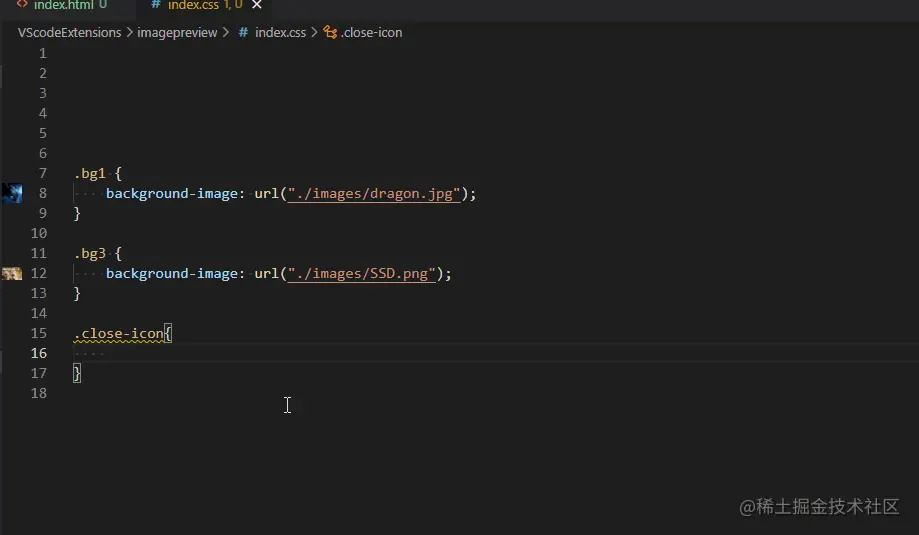 index.html U
# index.css 1, U
VScodeExtensions > imagepreview > # index.css > .close-icon
1
2
3
4
5
6
7 .bg1 {
8 background-image: url("./images/dragon.jpg");
9 }
10
11 .bg3 {
12 background-image: url("./images/SSD.png");
13 }
14
15 .close-icon{
16
17 }
18
@稀土掘金技术社区